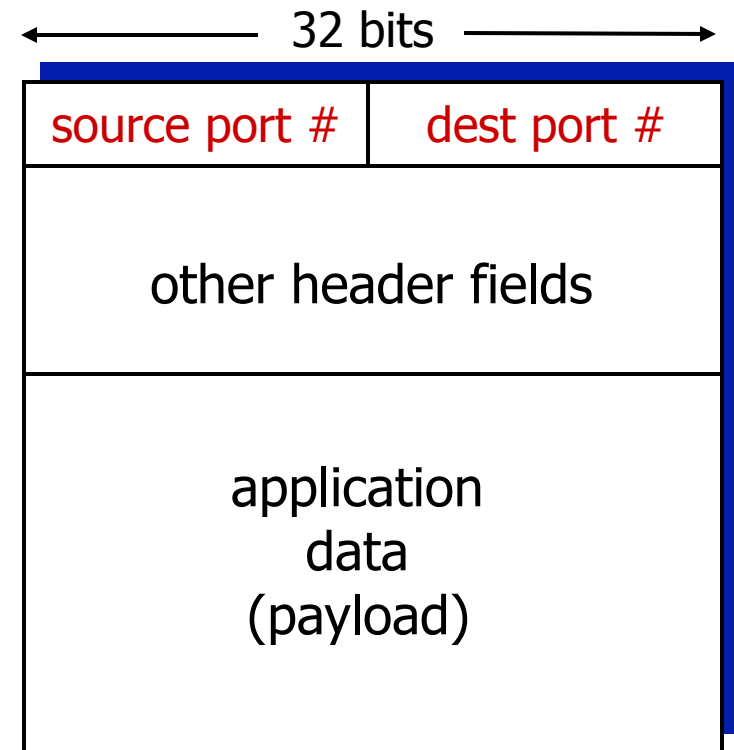 32 bits
source port # dest port #
other header fields
application
data
(payload)